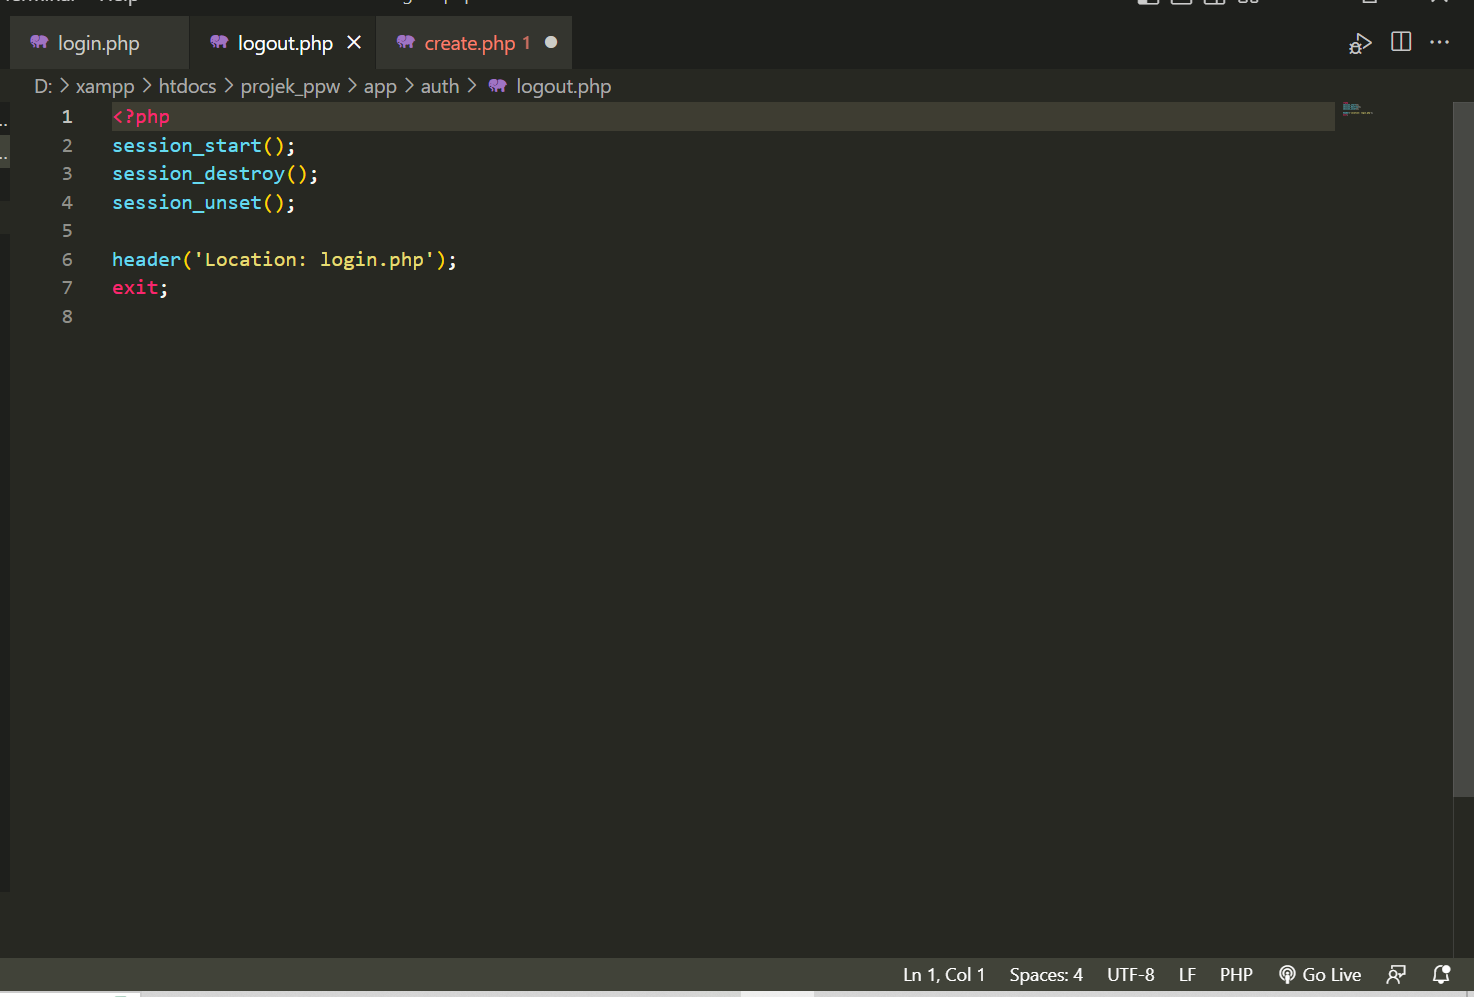 login.php logout.php create.php 1
D: > xampp > htdocs > projek_ppw > app > auth > logout.php
1 <?php
2 session_start();
3 session_destroy();
4 session_unset();
5
6 header('Location: login.php');
7 exit;
8
Ln 1, Col 1 Spaces: 4 UTF-8 LF PHP Go Live